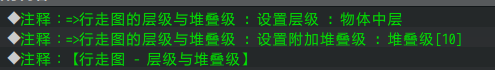 ◆注释：=>行走图的层级与堆叠级 : 设置层级 : 物体中层
◆注释：=>行走图的层级与堆叠级 : 设置附加堆叠级 : 堆叠级[10]
◆注释：【行走图 - 层级与堆叠级】